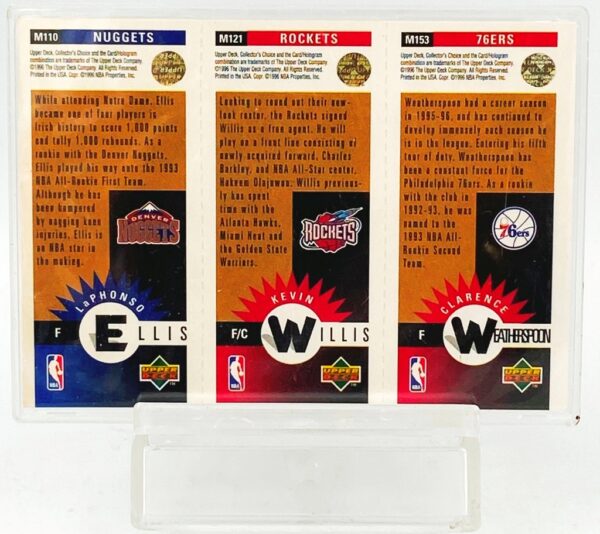 M110 NUGGETS
Upper Deck, Collector's Choice and the Card/Hologram
combination are trademarks of The Upper Deck Company.
©1996 The Upper Deck Company. All Rights Reserved.
Printed in the USA. Copr. ©1996 NBA Properties, Inc.
While attending Notre Dame, Ellis
became one of four players in
Irish history to score 1,000 points
and tally 1,000 rebounds. As a
rookie with the Denver Nuggets,
Ellis played his way onto the 1993
NBA All-Rookie First Team.
Although he has
been hampered
by nagging knee
injuries, Ellis is
an NBA star in
the making.
DENVER
NUGGETS
LaPHONSO
F ELLIS
NBA
UPPER
DECK
M121 ROCKETS
Upper Deck, Collector's Choice and the Card/Hologram
combination are trademarks of The Upper Deck Company.
©1996 The Upper Deck Company. All Rights Reserved.
Printed in the USA. Copr. ©1996 NBA Properties, Inc.
Looking to round out their new-
look roster, the Rockets signed
Willis as a free agent. He will
play on a front line consisting of
newly acquired forward, Charles
Barkley, and NBA All-Star center,
Hakeem Olajuwon. Willis previous-
ly has spent
time with the
Atlanta Hawks,
Miami Heat and
the Golden State
Warriors.
ROCKETS
KEVIN
F/C WILLIS
NBA
UPPER
DECK
M153 76ERS
Upper Deck, Collector's Choice and the Card/Hologram
combination are trademarks of The Upper Deck Company.
©1996 The Upper Deck Company. All Rights Reserved.
Printed in the USA. Copr. ©1996 NBA Properties, Inc.
Weatherspoon had a career season
in 1995-96, and has continued to
develop immensely each season he
is in the league. Entering his fifth
tour of duty, Weatherspoon has
been a constant force for the
Philadelphia 76ers. As a rookie
with the club in
1992-93, he was
named to the
1993 NBA All-
Rookie Second
Team.
76ers
CLARENCE
F WEATHERSPOON
NBA
UPPER
DECK